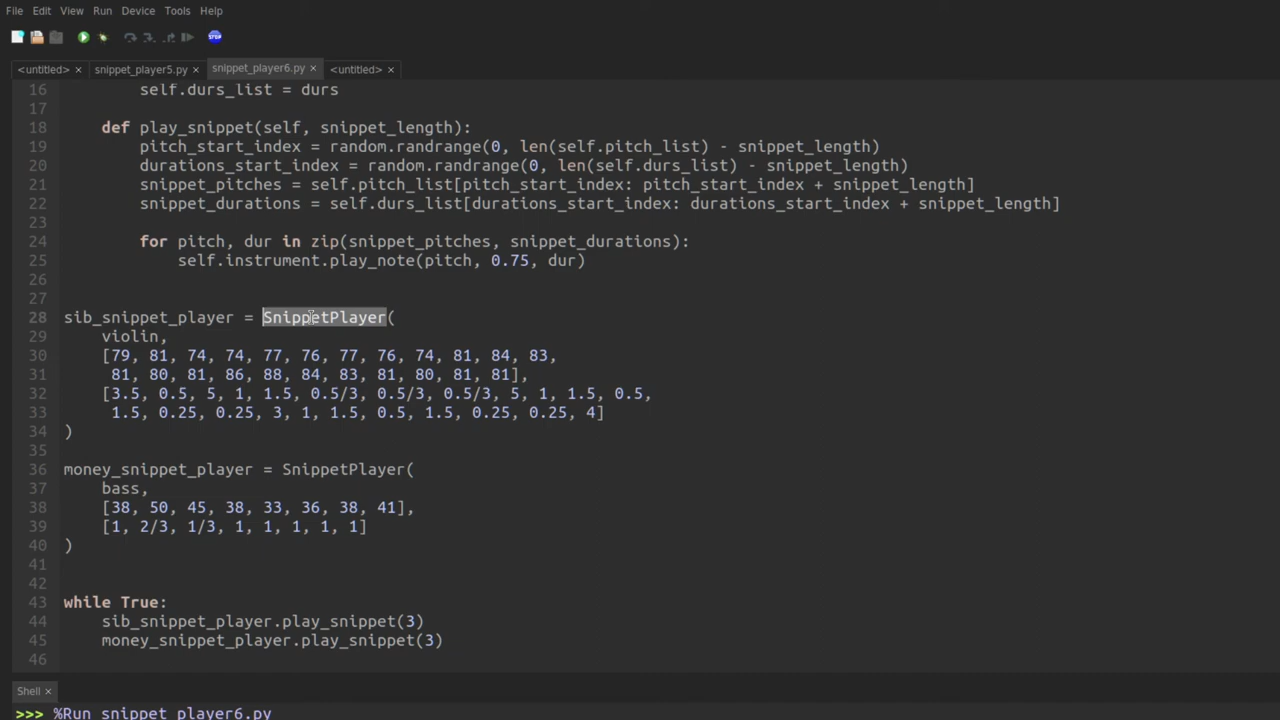 File Edit View Run Device Tools Help
STOP
<untitled> × snippet_player5.py × snippet_player6.py × <untitled> ×
16 self.durs_list = durs
17
18 def play_snippet(self, snippet_length):
19 pitch_start_index = random.randrange(0, len(self.pitch_list) - snippet_length)
20 durations_start_index = random.randrange(0, len(self.durs_list) - snippet_length)
21 snippet_pitches = self.pitch_list[pitch_start_index: pitch_start_index + snippet_length]
22 snippet_durations = self.durs_list[durations_start_index: durations_start_index + snippet_length]
23
24 for pitch, dur in zip(snippet_pitches, snippet_durations):
25 self.instrument.play_note(pitch, 0.75, dur)
26
27
28 sib_snippet_player = SnippetPlayer(
29 violin,
30 [79, 81, 74, 74, 77, 76, 77, 76, 74, 81, 84, 83,
31 81, 80, 81, 86, 88, 84, 83, 81, 80, 81, 81],
32 [3.5, 0.5, 5, 1, 1.5, 0.5/3, 0.5/3, 0.5/3, 5, 1, 1.5, 0.5,
33 1.5, 0.25, 0.25, 3, 1, 1.5, 0.5, 1.5, 0.25, 0.25, 4]
34 )
35
36 money_snippet_player = SnippetPlayer(
37 bass,
38 [38, 50, 45, 38, 33, 36, 38, 41],
39 [1, 2/3, 1/3, 1, 1, 1, 1, 1]
40 )
41
42
43 while True:
44 sib_snippet_player.play_snippet(3)
45 money_snippet_player.play_snippet(3)
46
Shell ×
>>> %Run snippet_player6.py